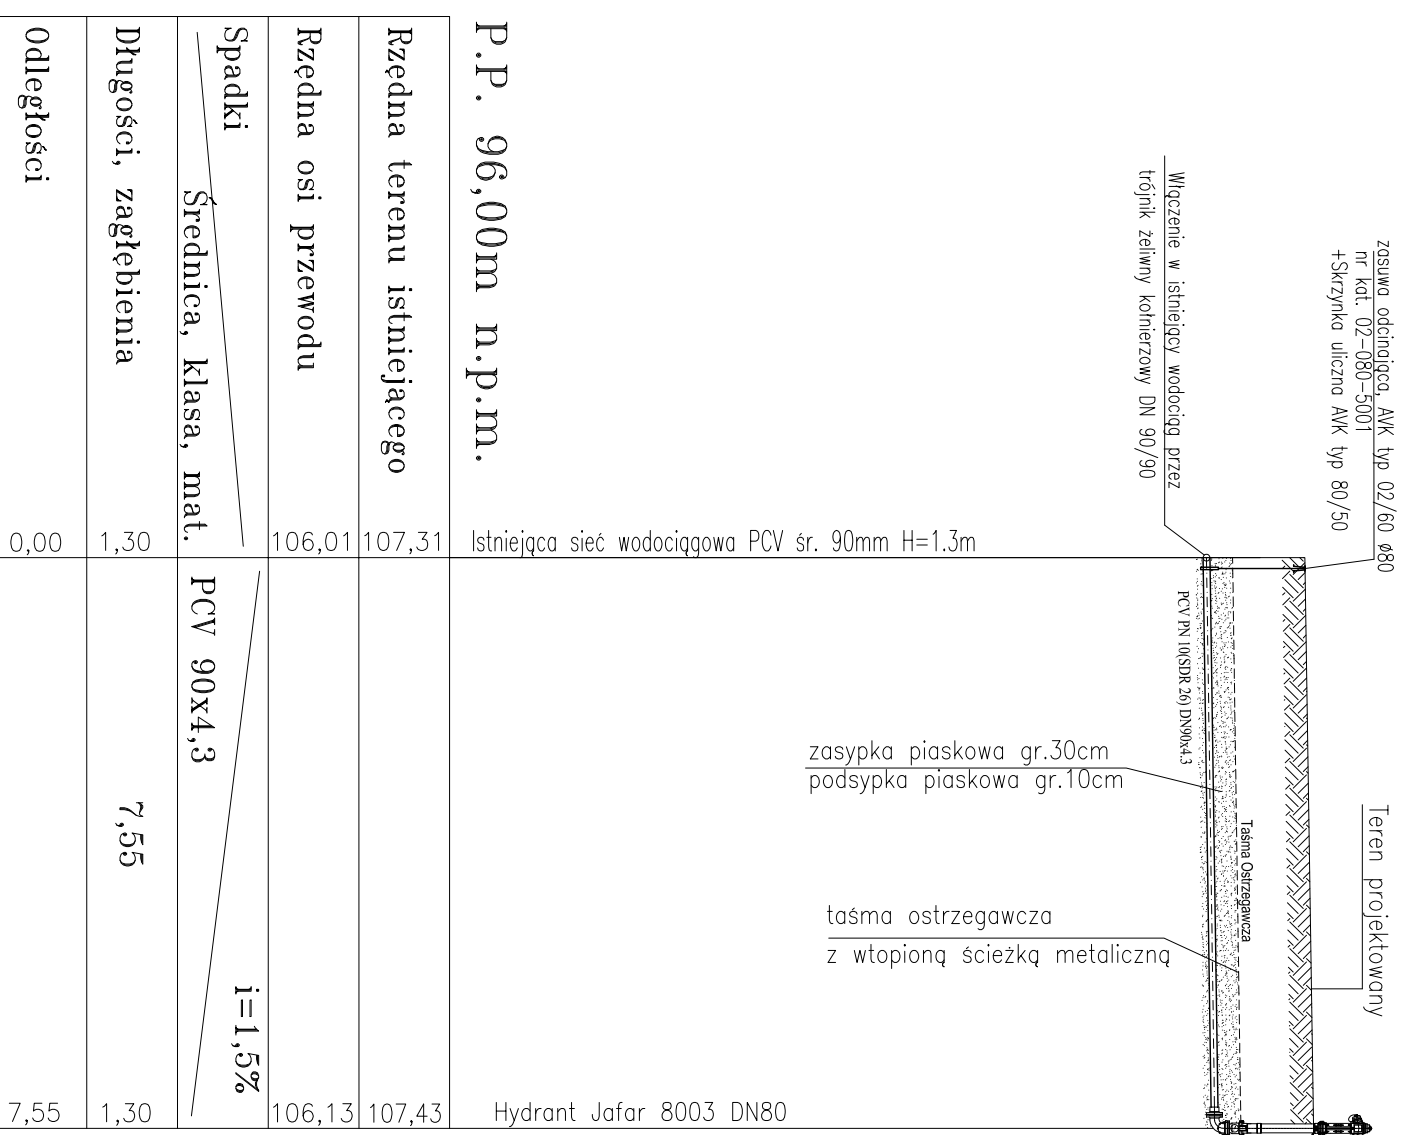 zasuwa odcinająca, AVK typ 02/60 ø80
nr kat. 02-080-5001
+Skrzynka uliczna AVK typ 80/50
Włączenie w istniejący wodociąg przez
trójnik żeliwny kołnierzowy DN 90/90
Teren projektowany
Taśma Ostrzegawcza
PCV PN 10(SDR 26) DN90x4.3
zasypka piaskowa gr.30cm
podsypka piaskowa gr.10cm
taśma ostrzegawcza
z wtopioną ścieżką metaliczną
Istniejąca sieć wodociągowa PCV śr. 90mm H=1.3m
Hydrant Jafar 8003 DN80
P.P. 96,00m n.p.m.
Rzędna terenu istniejącego
107,31
107,43
Rzędna osi przewodu
106,01
106,13
Spadki
Średnica, klasa, mat.
i=1,5%
PCV 90x4,3
Długości, zagłębienia
1,30
7,55
1,30
Odległości
0,00
7,55